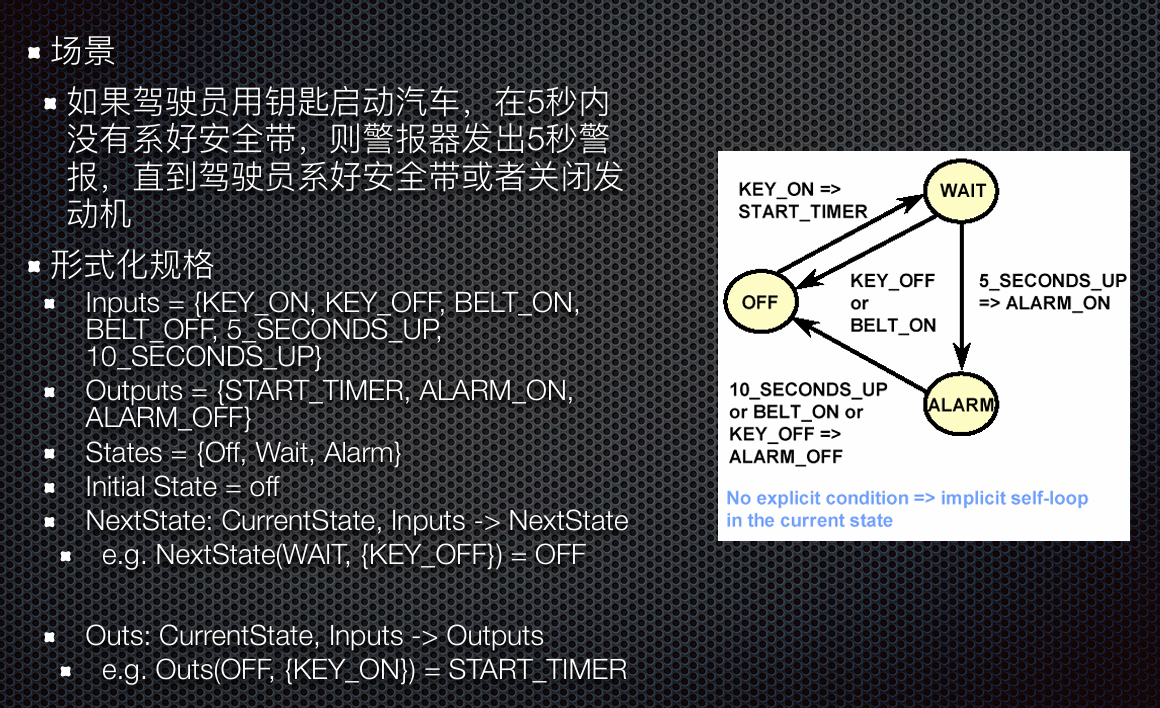 场景
如果驾驶员用钥匙启动汽车，在5秒内
没有系好安全带，则警报器发出5秒警
报，直到驾驶员系好安全带或者关闭发
动机
形式化规格
Inputs = {KEY_ON, KEY_OFF, BELT_ON,
BELT_OFF, 5_SECONDS_UP,
10_SECONDS_UP}
Outputs = {START_TIMER, ALARM_ON,
ALARM_OFF}
States = {Off, Wait, Alarm}
Initial State = off
NextState: CurrentState, Inputs -> NextState
e.g. NextState(WAIT, {KEY_OFF}) = OFF
Outs: CurrentState, Inputs -> Outputs
e.g. Outs(OFF, {KEY_ON}) = START_TIMER
KEY_ON =>
START_TIMER
WAIT
OFF
KEY_OFF
or
BELT_ON
5_SECONDS_UP
=> ALARM_ON
10_SECONDS_UP
or BELT_ON or
KEY_OFF =>
ALARM_OFF
ALARM
No explicit condition => implicit self-loop
in the current state